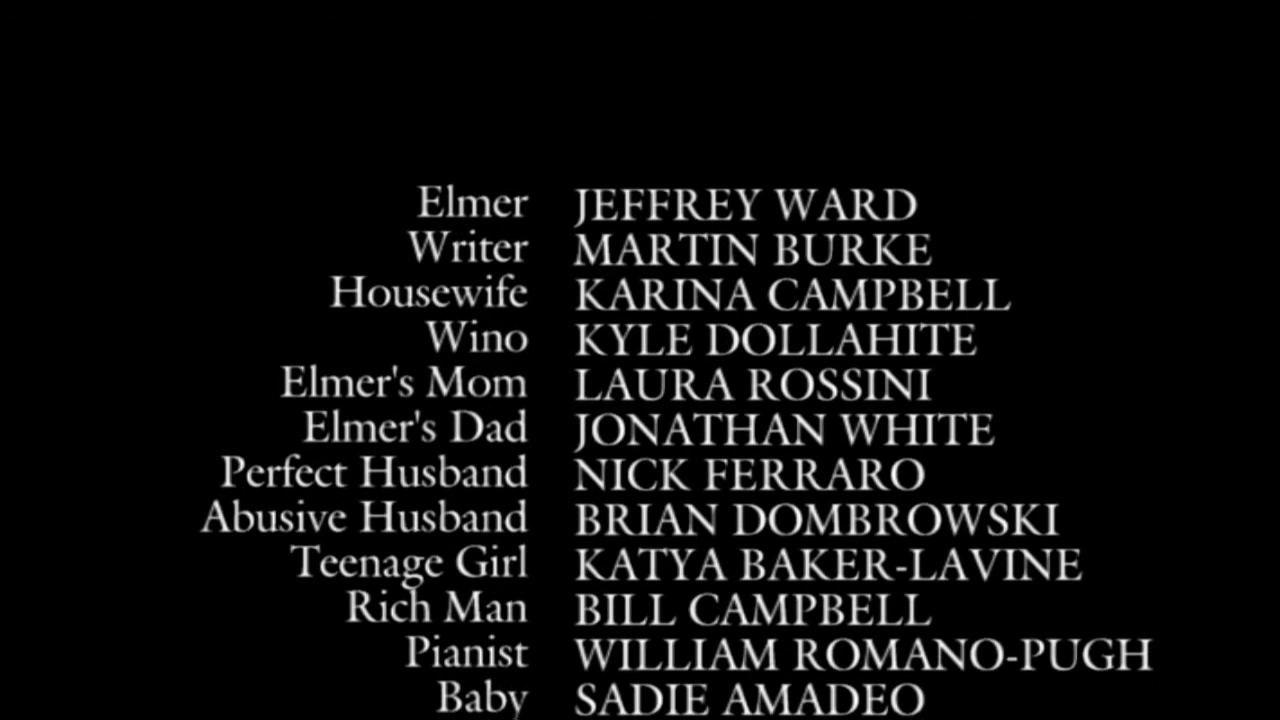 Elmer JEFFREY WARD
Writer MARTIN BURKE
Housewife KARINA CAMPBELL
Wino KYLE DOLLAHITE
Elmer's Mom LAURA ROSSINI
Elmer's Dad JONATHAN WHITE
Perfect Husband NICK FERRARO
Abusive Husband BRIAN DOMBROWSKI
Teenage Girl KATYA BAKER-LAVINE
Rich Man BILL CAMPBELL
Pianist WILLIAM ROMANO-PUGH
Baby SADIE AMADEO